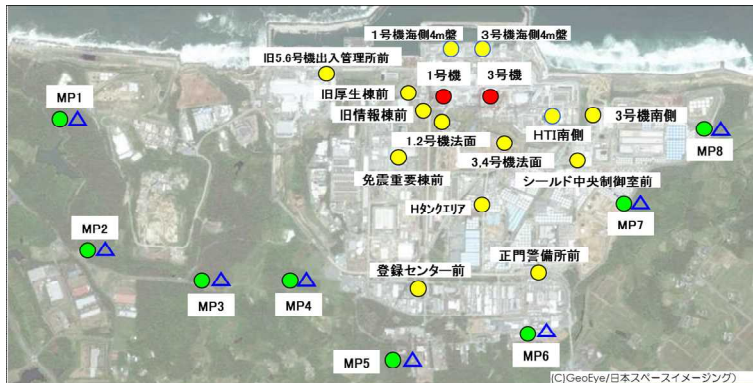 1号機海側4m盤
3号機海側4m盤
旧5.6号機出入管理所前
1号機
3号機
MP1
旧厚生棟前
旧情報棟前
3号機南側
HTI南側
MP8
1.2号機法面
3,4号機法面
免震重要棟前
シールド中央制御室前
Hタンクエリア
MP7
MP2
正門警備所前
登録センター前
MP3
MP4
MP6
MP5
(C)GeoEye/日本スペースイメージング)